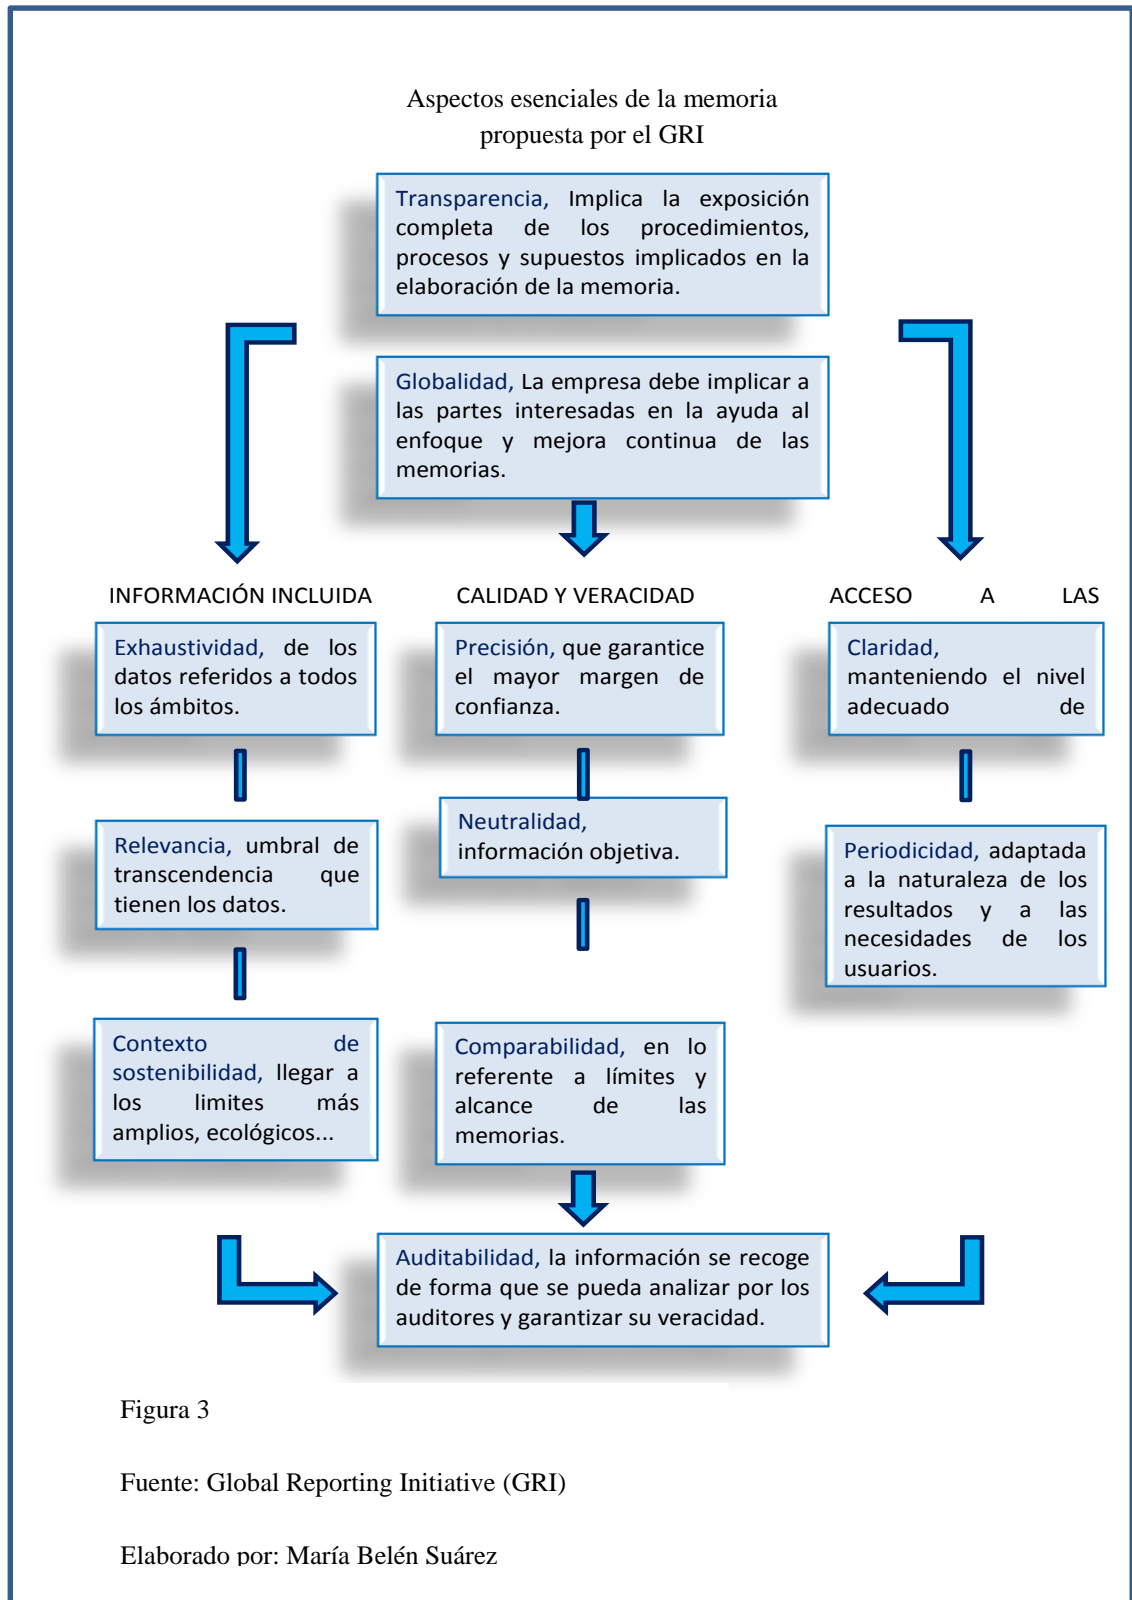 Aspectos esenciales de la memoria
propuesta por el GRI
Transparencia, Implica la exposición
completa de los procedimientos,
procesos y supuestos implicados en la
elaboración de la memoria.
Globalidad, La empresa debe implicar a
las partes interesadas en la ayuda al
enfoque y mejora continua de las
memorias.
INFORMACIÓN INCLUIDA
Exhaustividad, de los
datos referidos a todos
los ámbitos.
Relevancia, umbral de
transcendencia que
tienen los datos.
Contexto de
sostenibilidad, llegar a
los limites más
amplios, ecológicos...
CALIDAD Y VERACIDAD
Precisión, que garantice
el mayor margen de
confianza.
Neutralidad,
información objetiva.
Comparabilidad, en lo
referente a límites y
alcance de las
memorias.
ACCESO A LAS
Claridad,
manteniendo el nivel
adecuado de
Periodicidad, adaptada
a la naturaleza de los
resultados y a las
necesidades de los
usuarios.
Auditabilidad, la información se recoge
de forma que se pueda analizar por los
auditores y garantizar su veracidad.
Figura 3
Fuente: Global Reporting Initiative (GRI)
Elaborado por: María Belén Suárez